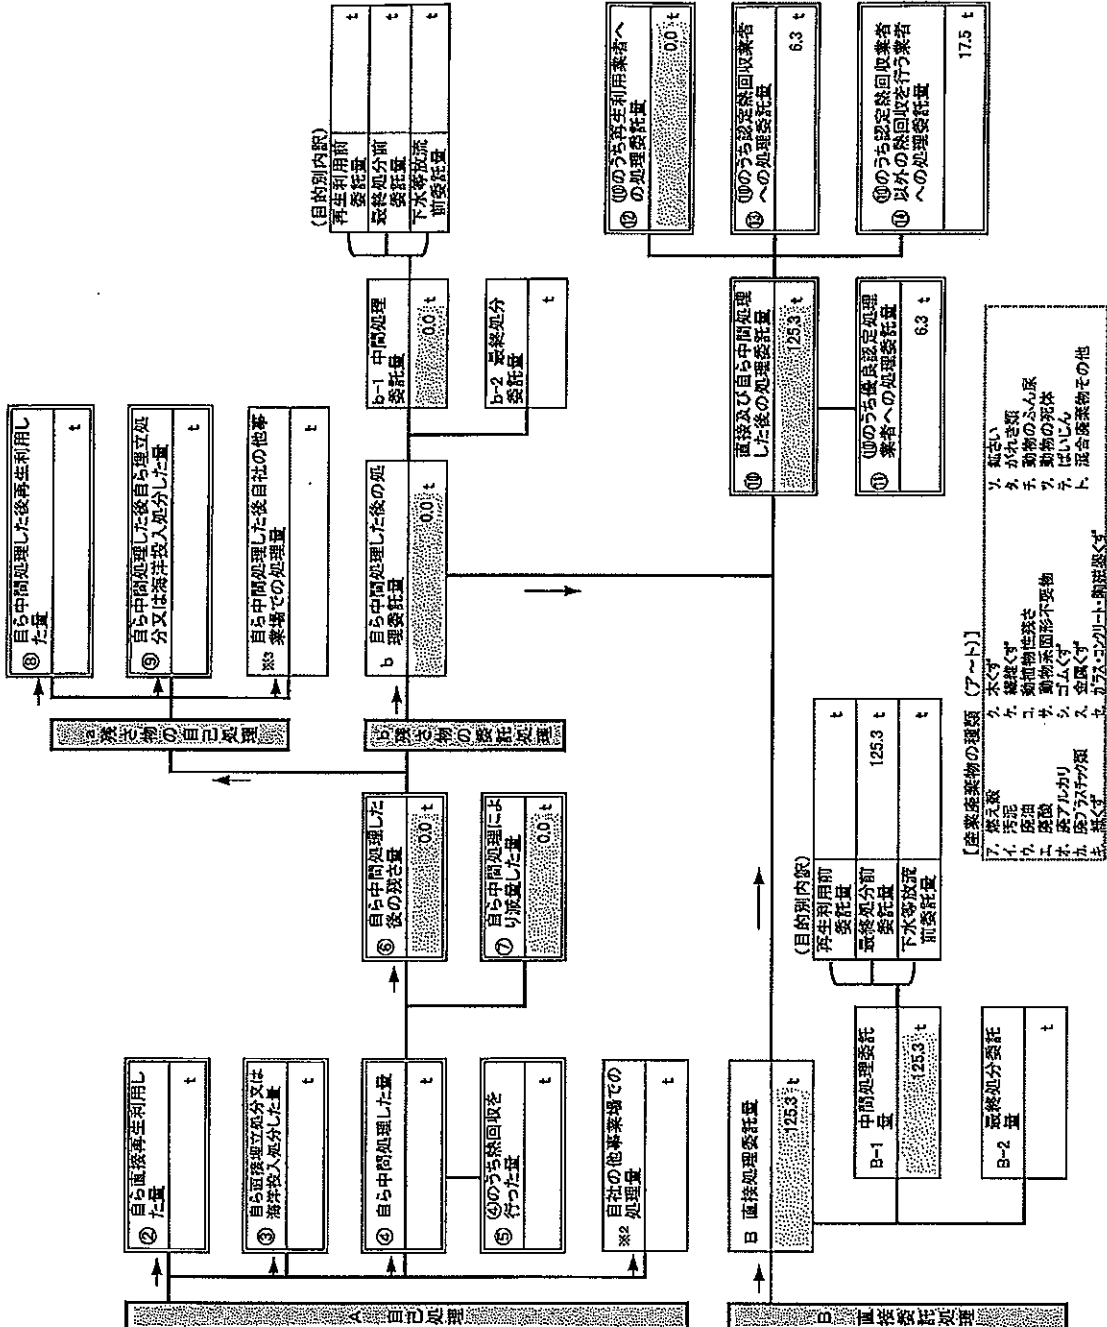 A 自己処理
② 自ら直接再生利用し
た量
t
③ 自ら直接埋立処分又は
海洋投入処分した量
t
④ 自ら中間処理した量
t
⑤ ④のうち熱回収を
行った量
t
※2 自社の他事業場での
処理量
t
⑥ 自ら中間処理した
後の残さ量
0.0 t
⑦ 自ら中間処理によ
り減量した量
0.0 t
a 残さ物の自己処理
⑧ 自ら中間処理した後再生利用し
た量
t
⑨ 自ら中間処理した後自ら埋立処
分又は海洋投入処分した量
t
※3 自ら中間処理した後自社の他事
業場での処理量
t
b 残さ物の委託処理
b 自ら中間処理した後の処
理委託量
0.0 t
b-1 中間処理
委託量
0.0 t
b-2 最終処分
委託量
t
(目的別内訳)
再生利用前
委託量
t
最終処分前
委託量
t
下水等放流
前委託量
t
B 直接委託処理
B 直接処理委託量
125.3 t
B-1 中間処理委託
量
125.3 t
B-2 最終処分委託
量
t
(目的別内訳)
再生利用前
委託量
t
最終処分前
委託量
125.3 t
下水等放流
前委託量
t
⑩ 直接及び自ら中間処理
した後の処理委託量
125.3 t
⑪ ⑩のうち優良認定処理
業者への処理委託量
6.3 t
⑫ ⑩のうち再生利用業者へ
の処理委託量
0.0 t
⑬ ⑩のうち認定熱回収業者
への処理委託量
6.3 t
⑭ ⑩のうち認定熱回収業者
以外の熱回収を行う業者
への処理委託量
17.5 t
[産業廃棄物の種類 (ア~ト)]
ア. 燃え殻
イ. 汚泥
ウ. 廃油
エ. 廃酸
オ. 廃アルカリ
カ. 廃プラスチック類
キ. 紙くず
ク. 木くず
ケ. 繊維くず
コ. 動植物性残さ
サ. 動物系固形不要物
シ. ゴムくず
ス. 金属くず
セ. ガラス・コンクリート・陶磁器くず
ソ. 鉱さい
タ. がれき類
チ. 動物のふん尿
ツ. 動物の死体
テ. ばいじん
ト. 混合廃棄物その他